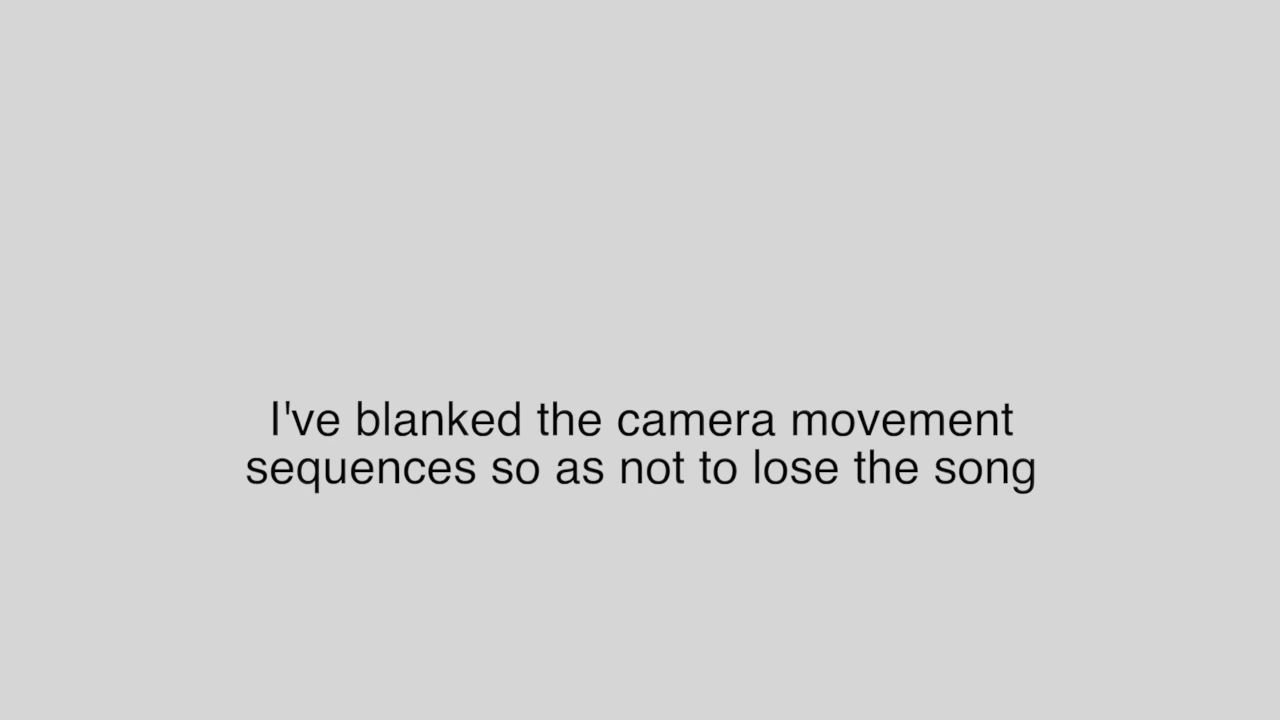 I've blanked the camera movement
sequences so as not to lose the song